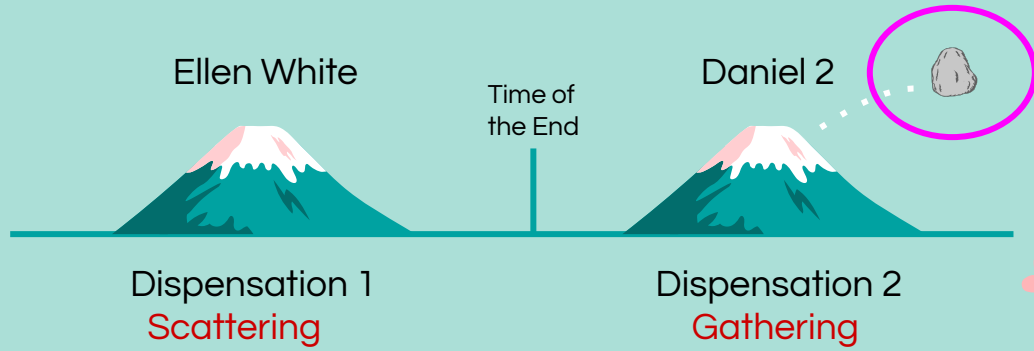 Ellen White
Time of
the End
Daniel 2
Dispensation 1
Scattering
Dispensation 2
Gathering